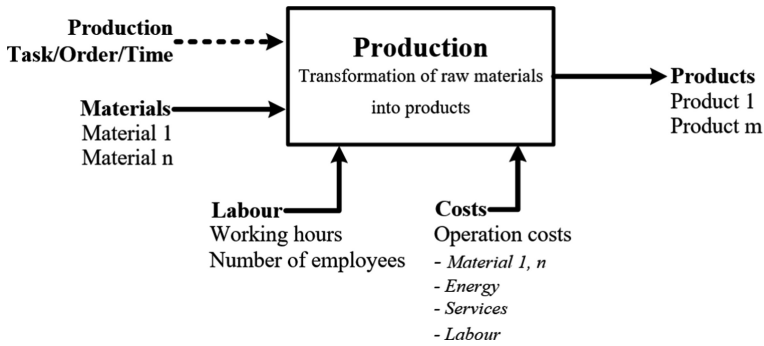 Production
Task/Order/Time
Materials
Material 1
Material n
Production
Transformation of raw materials
into products
Products
Product 1
Product m
Labour
Working hours
Number of employees
Costs
Operation costs
- Material 1, n
- Energy
- Services
- Labour